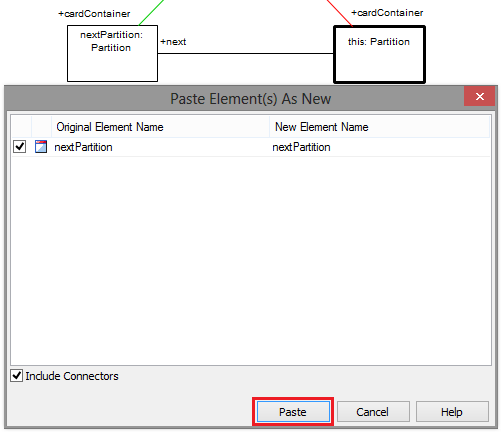 +cardContainer
+cardContainer
nextPartition:
Partition
+next
this: Partition
Paste Element(s) As New
Original Element Name
New Element Name
nextPartition
nextPartition
Include Connectors
Paste
Cancel
Help